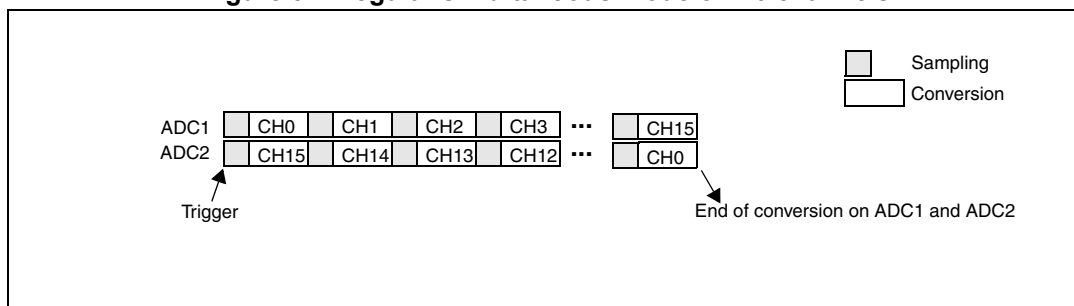 Sampling
Conversion
ADC1 CH0 CH1 CH2 CH3 ... CH15
ADC2 CH15 CH14 CH13 CH12 ... CH0
Trigger
End of conversion on ADC1 and ADC2